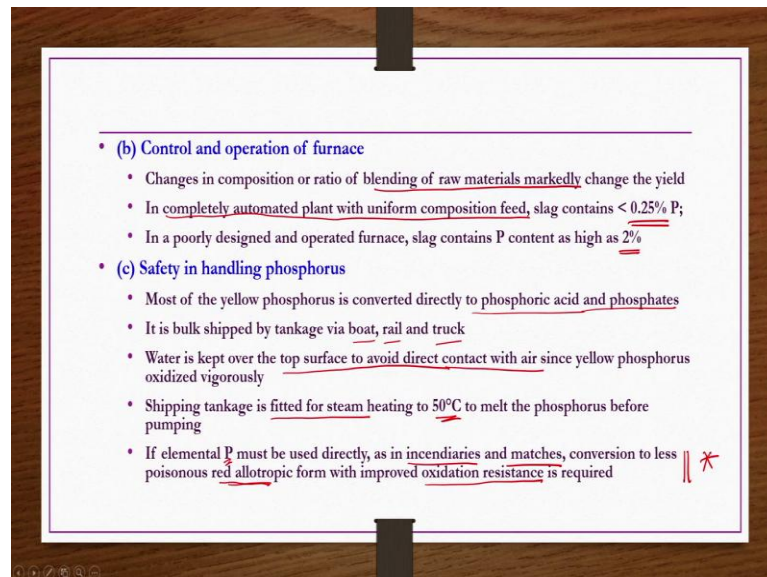 • (b) Control and operation of furnace
• Changes in composition or ratio of blending of raw materials markedly change the yield
• In completely automated plant with uniform composition feed, slag contains < 0.25% P;
• In a poorly designed and operated furnace, slag contains P content as high as 2%
• (c) Safety in handling phosphorus
• Most of the yellow phosphorus is converted directly to phosphoric acid and phosphates
• It is bulk shipped by tankage via boat, rail and truck
• Water is kept over the top surface to avoid direct contact with air since yellow phosphorus
oxidized vigorously
• Shipping tankage is fitted for steam heating to 50°C to melt the phosphorus before
pumping
• If elemental P must be used directly, as in incendiaries and matches, conversion to less
poisonous red allotropic form with improved oxidation resistance is required